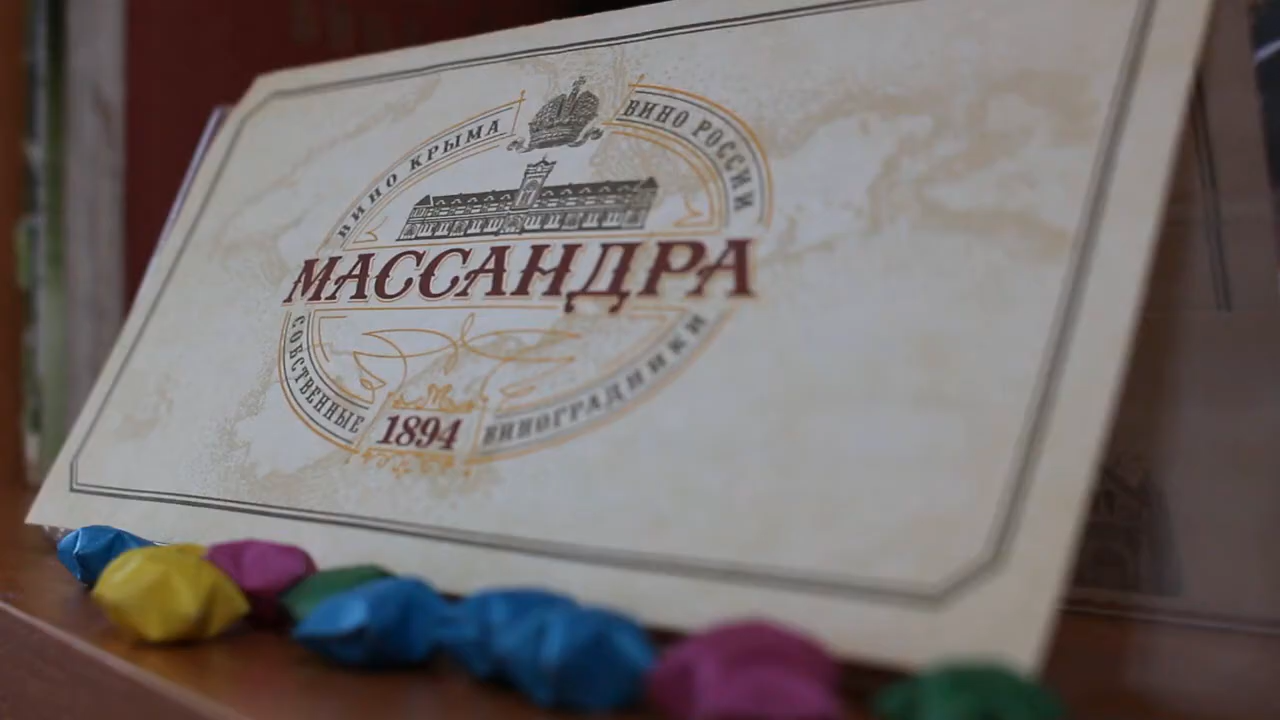 ВИНО КРЫМА
ВИНО РОССИИ
МАССАНДРА
СОБСТВЕННЫЕ
ВИНОГРАДНИКИ
1894